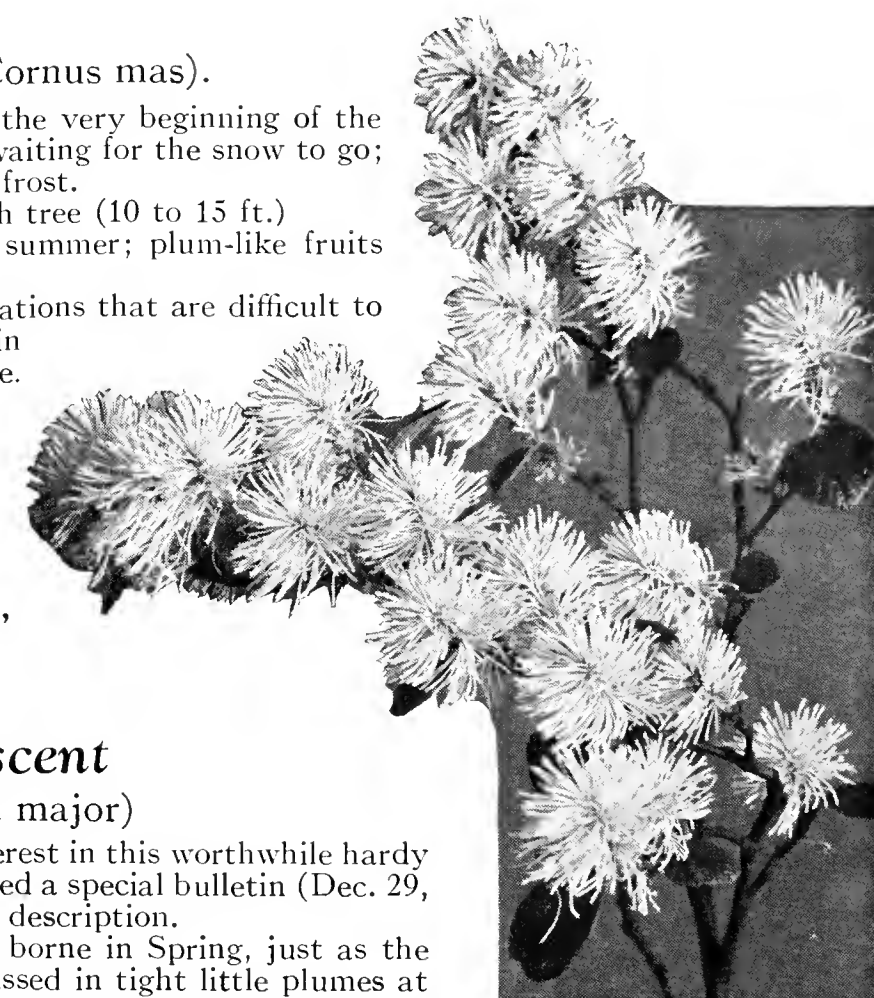 Cornus mas).
the very beginning of the
waiting for the snow to go;
frost.
h tree (10 to 15 ft.)
summer; plum-like fruits
ations that are difficult to
in
e.
,
scent
major)
erest in this worthwhile hardy
ed a special bulletin (Dec. 29,
description.
borne in Spring, just as the
ssed in tight little plumes at